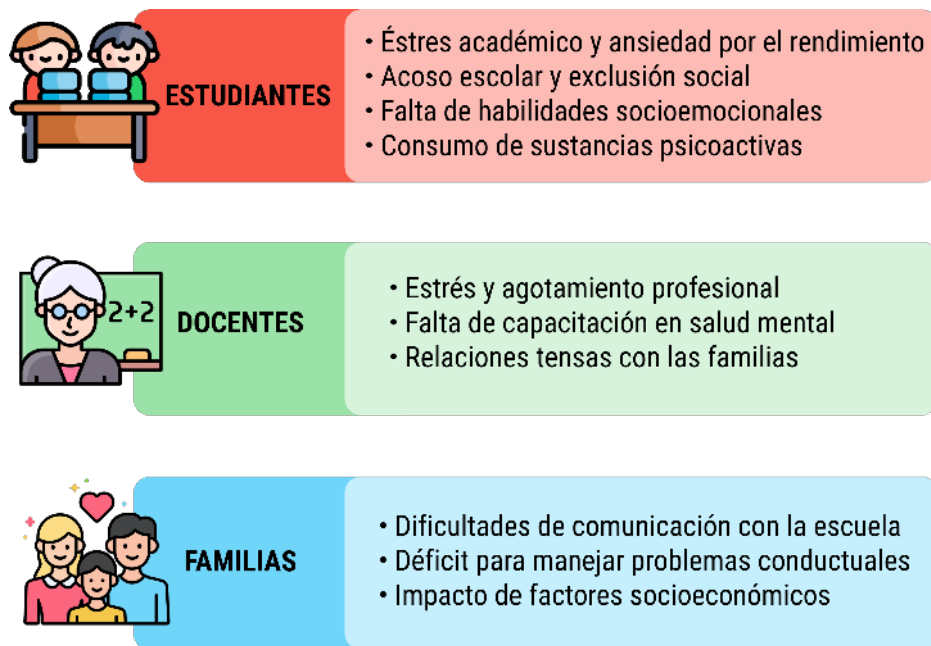 ESTUDIANTES
• Éstres académico y ansiedad por el rendimiento
• Acoso escolar y exclusión social
• Falta de habilidades socioemocionales
• Consumo de sustancias psicoactivas
2+2
DOCENTES
• Estrés y agotamiento profesional
• Falta de capacitación en salud mental
• Relaciones tensas con las familias
FAMILIAS
• Dificultades de comunicación con la escuela
• Déficit para manejar problemas conductuales
• Impacto de factores socioeconómicos